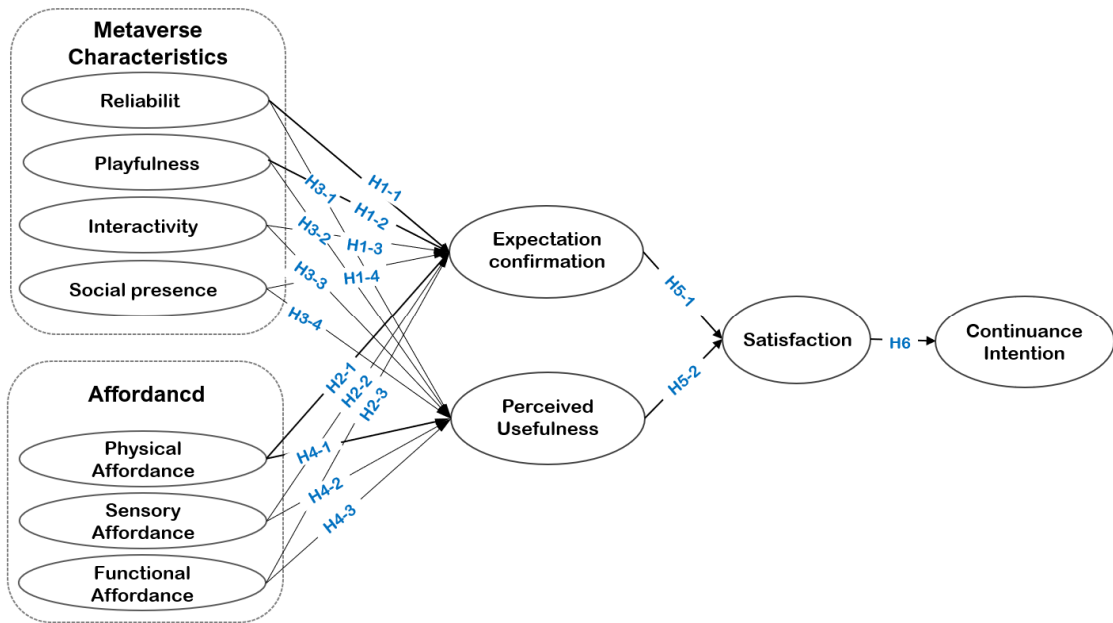 Metaverse
Characteristics
Reliabilit
Playfulness
Interactivity
Social presence
H1-1
H3-1
H1-2
H3-2
H1-3
H3-3
H1-4
H3-4
Expectation
confirmation
H5-1
Satisfaction
H6
Continuance
Intention
H5-2
Perceived
Usefulness
Affordancd
Physical
Affordance
Sensory
Affordance
Functional
Affordance
H2-1
H2-2
H2-3
H4-1
H4-2
H4-3